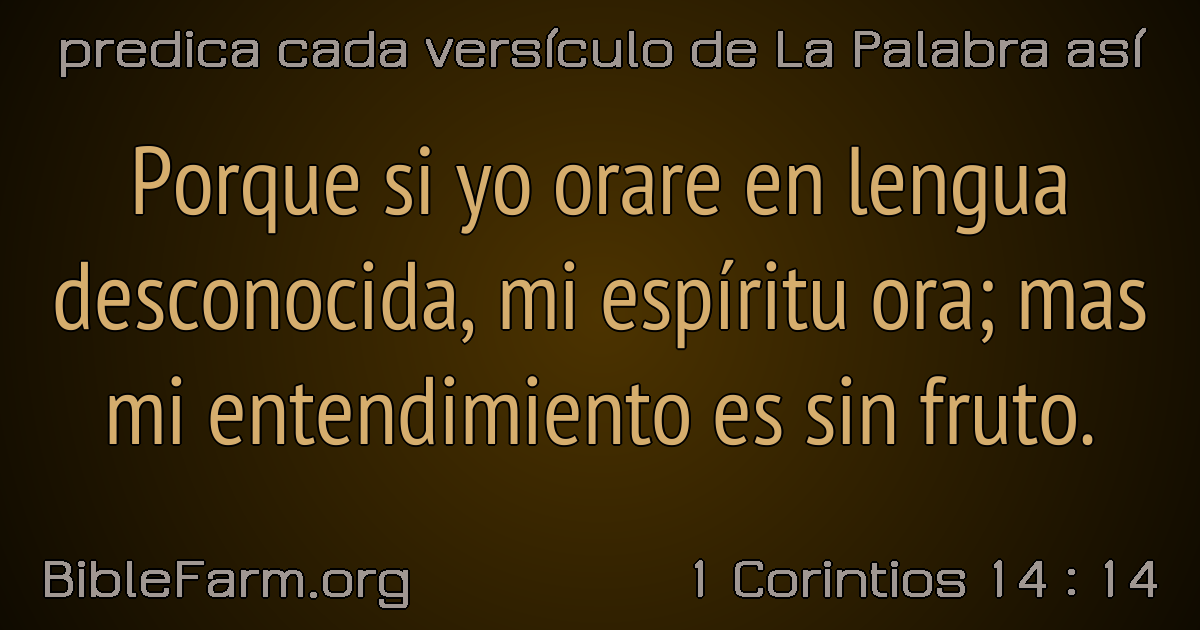 predica cada versículo de La Palabra así
Porque si yo orare en lengua
desconocida, mi espíritu ora; mas
mi entendimiento es sin fruto.
BibleFarm.org
1 Corintios 14 : 14